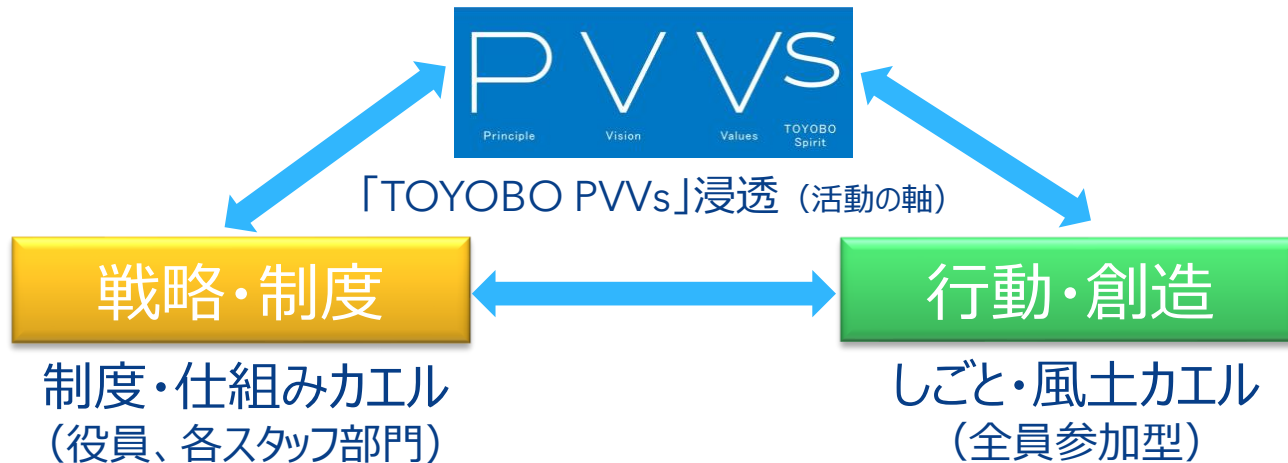 PVVs
Principle Vision Values TOYOBO Spirit
「TOYOBO PVVs」浸透（活動の軸）
戦略・制度
行動・創造
制度・仕組みカエル
（役員、各スタッフ部門）
しごと・風土カエル
（全員参加型）